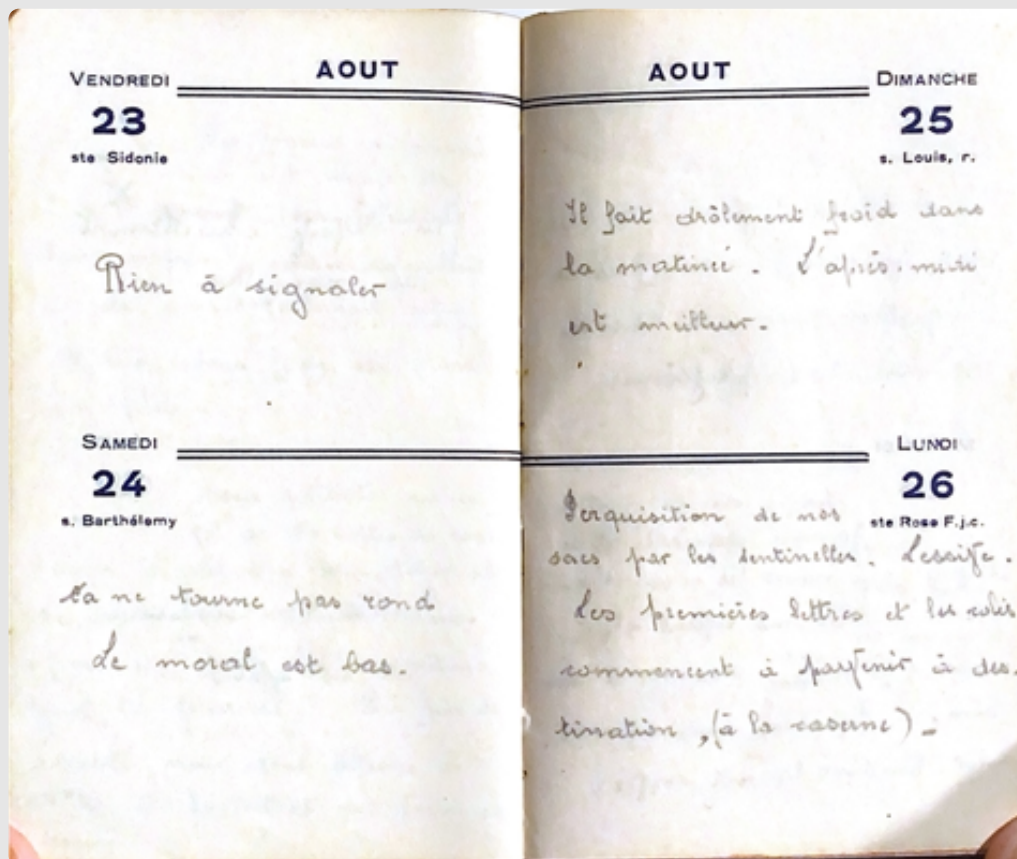 VENDREDI
AOUT
23
ste Sidonie
Rien à signaler
SAMEDI
24
s. Barthélemy
Ça ne tourne pas rond
Le moral est bas.
AOUT
DIMANCHE
25
s. Louis, r.
Il fait drôlement froid dans
la matinée. L'après-midi
est meilleur.
LUNDI
26
ste Rose F.j.c.
Perquisition de nos
sacs par les sentinelles.
Les premières lettres et les colis
commencent à parvenir à des-
tination, (à la caserne).